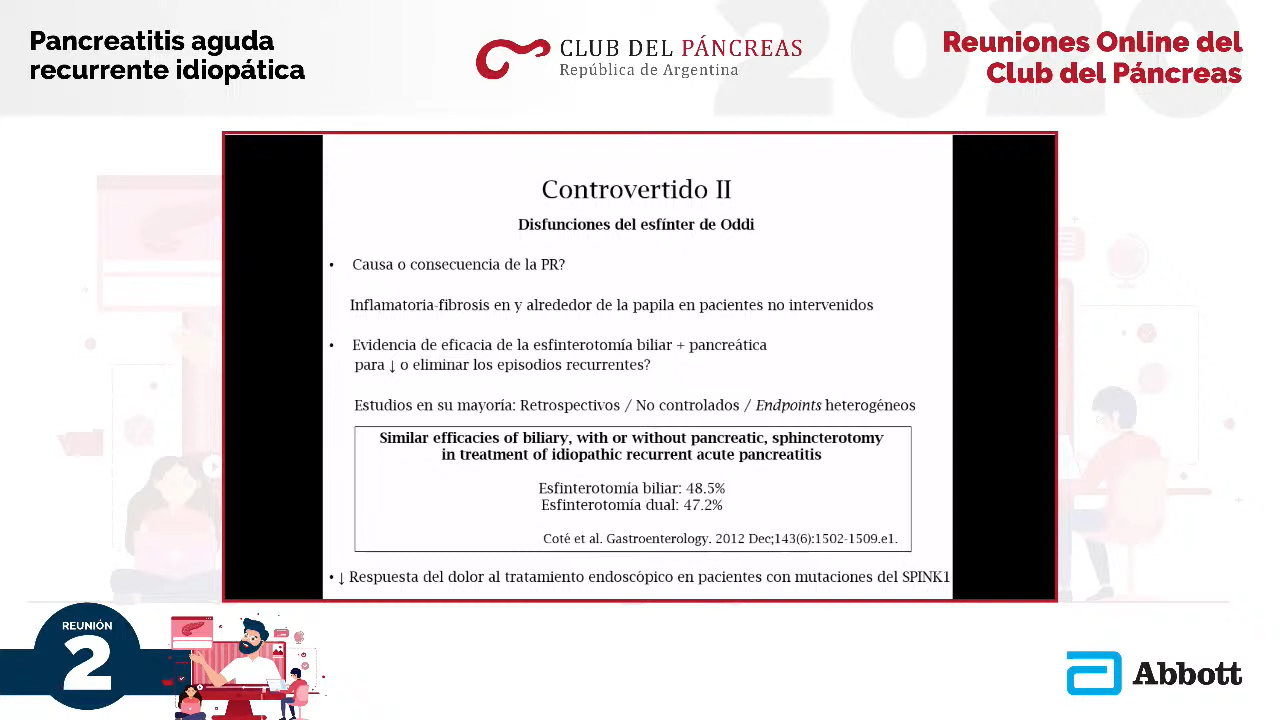 Pancreatitis aguda
recurrente idiopática
CLUB DEL PÁNCREAS
República de Argentina
2020
Reuniones Online del
Club del Páncreas
Controvertido II
Disfunciones del esfínter de Oddi
• Causa o consecuencia de la PR?
Inflamatoria-fibrosis en y alrededor de la papila en pacientes no intervenidos
• Evidencia de eficacia de la esfinterotomía biliar + pancreática
para ↓ o eliminar los episodios recurrentes?
Estudios en su mayoría: Retrospectivos / No controlados / Endpoints heterogéneos
Similar efficacies of biliary, with or without pancreatic, sphincterotomy
in treatment of idiopathic recurrent acute pancreatitis
Esfinterotomía biliar: 48.5%
Esfinterotomía dual: 47.2%
Coté et al. Gastroenterology. 2012 Dec;143(6):1502-1509.e1.
• ↓ Respuesta del dolor al tratamiento endoscópico en pacientes con mutaciones del SPINK1
REUNIÓN
2
Abbott